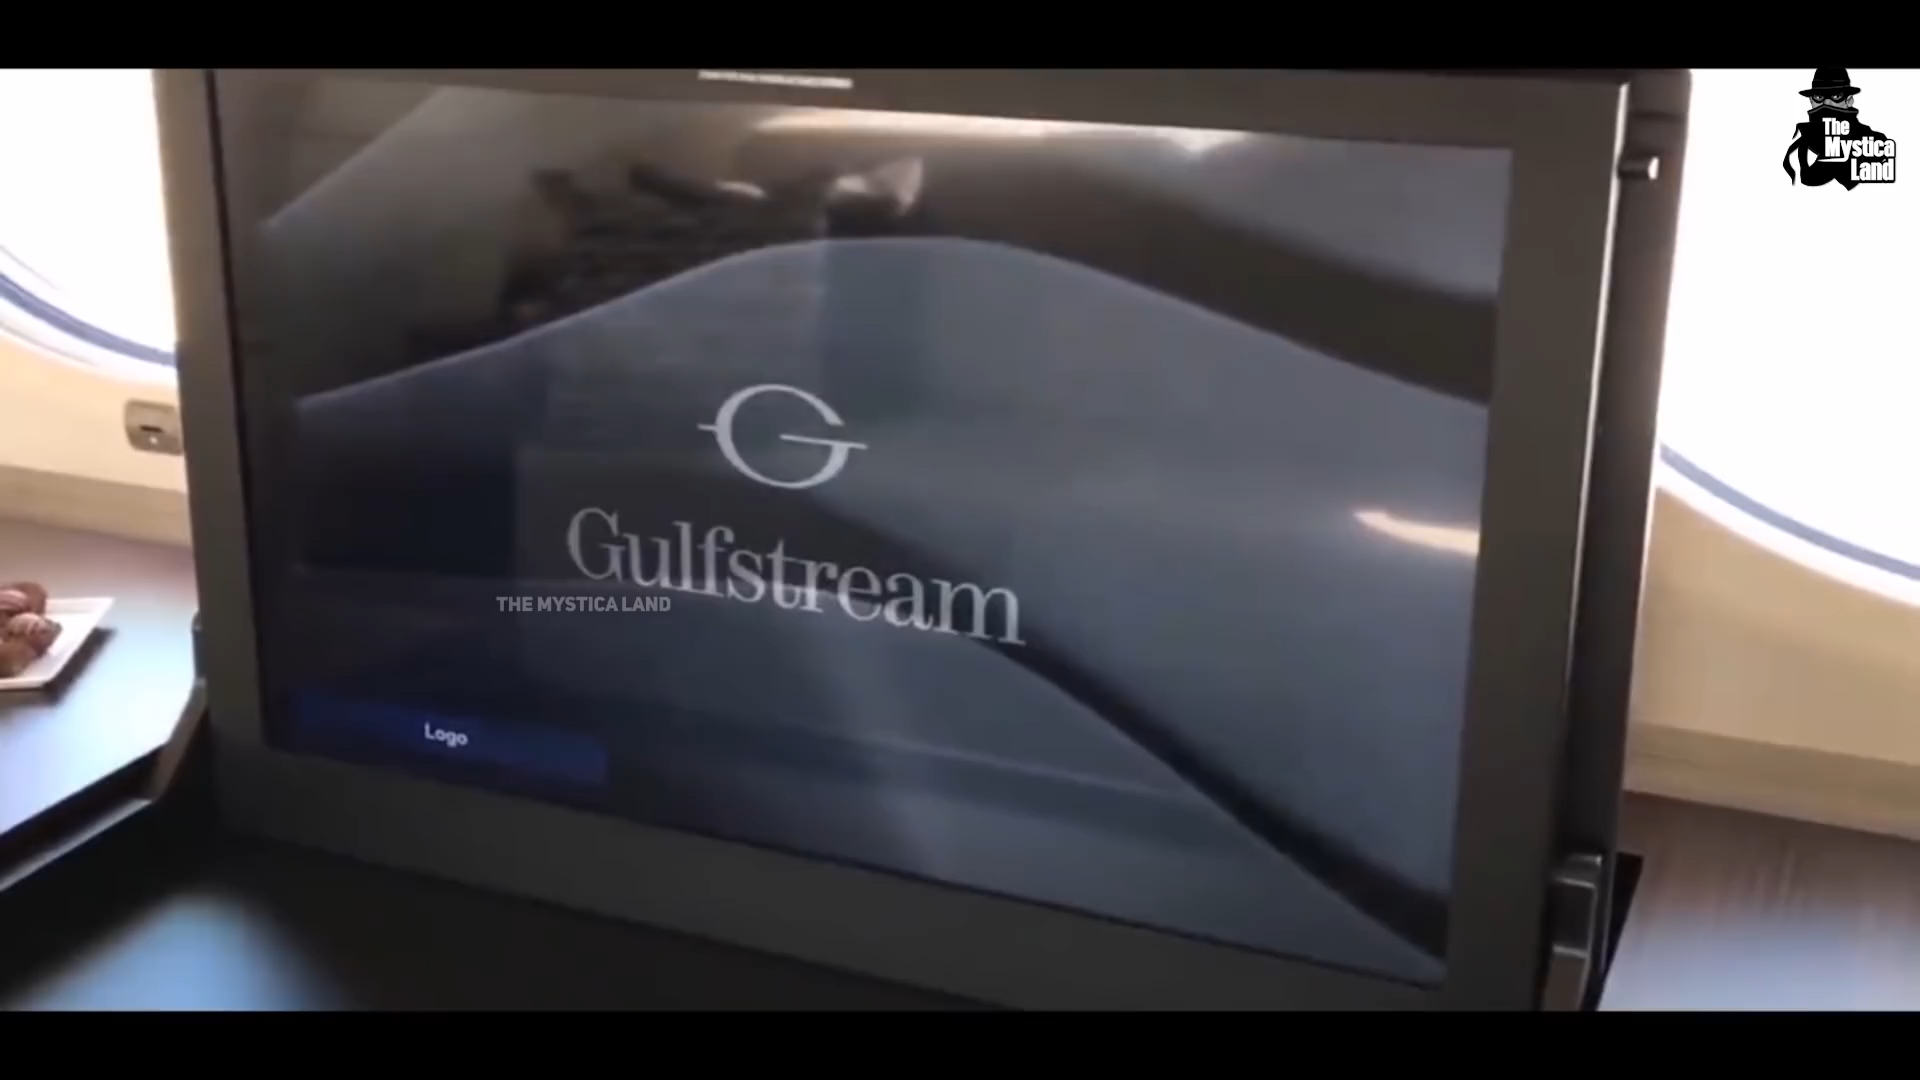 The
Mystica
Land
Gulfstream
THE MYSTICA LAND
Logo